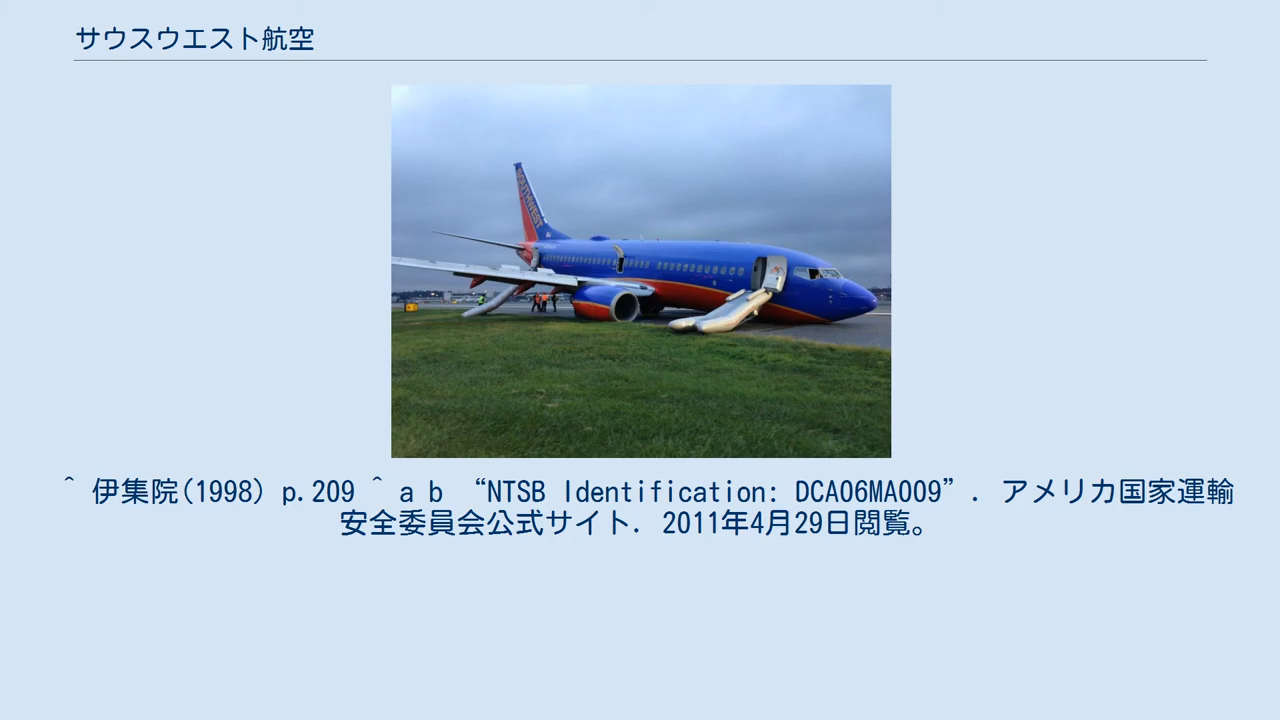 サウスウエスト航空
SOUTHWEST
^ 伊集院(1998) p.209 ^ a b “NTSB Identification: DCA06MA009”. アメリカ国家運輸
安全委員会公式サイト. 2011年4月29日閲覧。